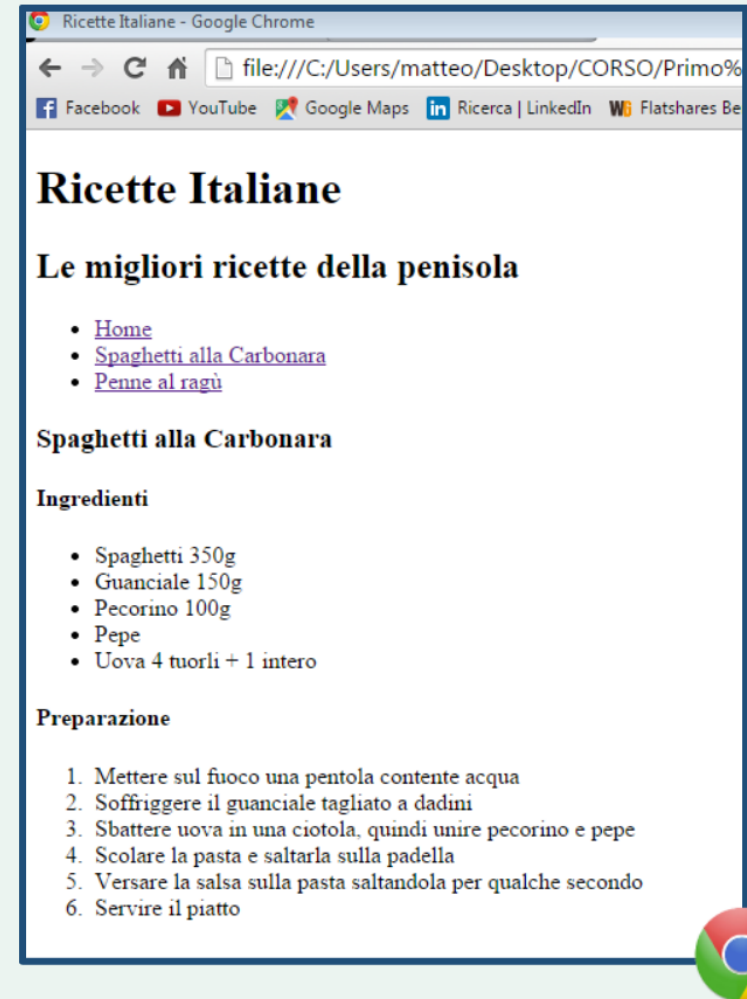 Ricette Italiane - Google Chrome
file:///C:/Users/matteo/Desktop/CORSO/Primo%
Facebook YouTube Google Maps Ricerca | LinkedIn Flatshares Be
Ricette Italiane
Le migliori ricette della penisola
• Home
• Spaghetti alla Carbonara
• Penne al ragù
Spaghetti alla Carbonara
Ingredienti
• Spaghetti 350g
• Guanciale 150g
• Pecorino 100g
• Pepe
• Uova 4 tuorli + 1 intero
Preparazione
1. Mettere sul fuoco una pentola contente acqua
2. Soffriggere il guanciale tagliato a dadini
3. Sbattere uova in una ciotola, quindi unire pecorino e pepe
4. Scolare la pasta e saltarla sulla padella
5. Versare la salsa sulla pasta saltandola per qualche secondo
6. Servire il piatto